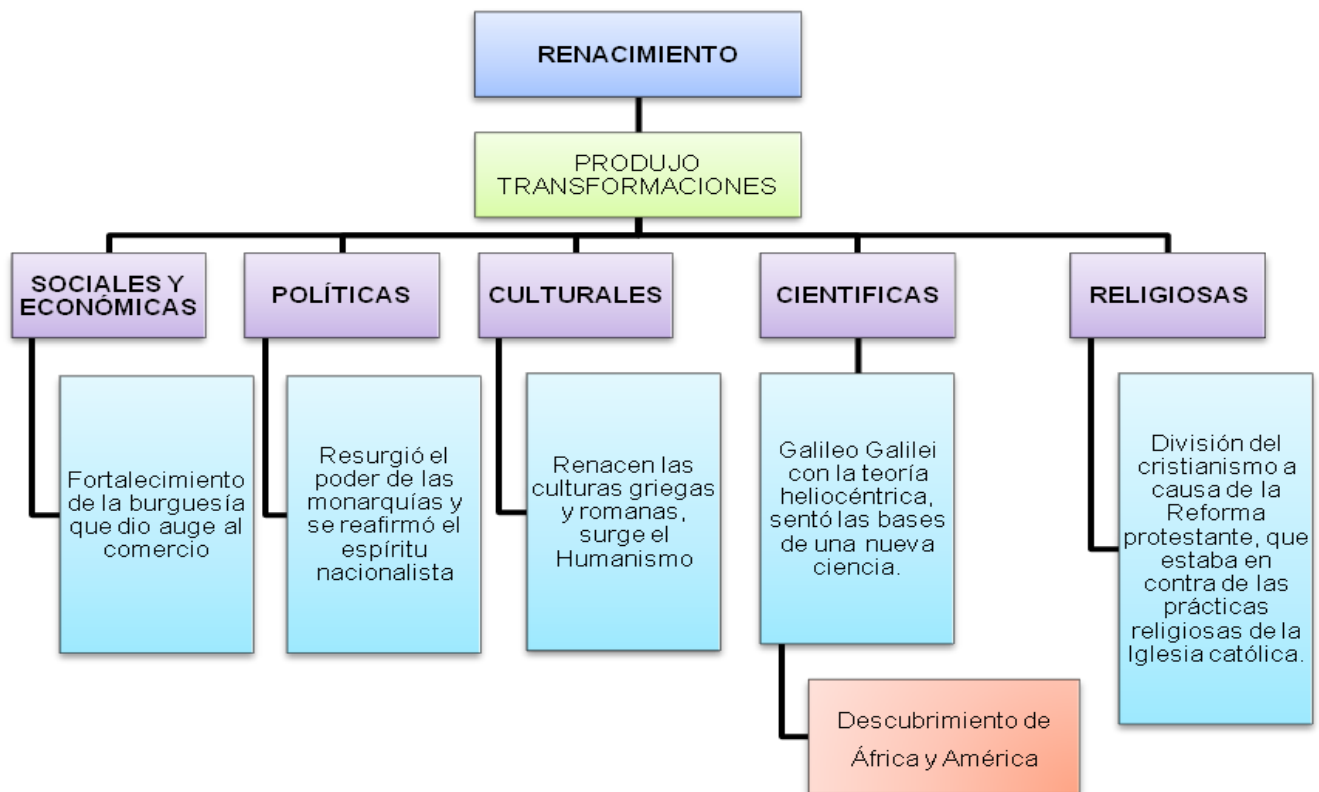 RENACIMIENTO
PRODUJO
TRANSFORMACIONES
SOCIALES Y
ECONÓMICAS
Fortalecimiento
de la burguesía
que dio auge al
comercio
POLÍTICAS
Resurgió el
poder de las
monarquías y
se reafirmó el
espíritu
nacionalista
CULTURALES
Renacen las
culturas griegas
y romanas,
surge el
Humanismo
CIENTIFICAS
Galileo Galilei
con la teoría
heliocéntrica,
sentó las bases
de una nueva
ciencia.
Descubrimiento de
África y América
RELIGIOSAS
División del
cristianismo a
causa de la
Reforma
protestante, que
estaba en
contra de las
prácticas
religiosas de la
Iglesia católica.